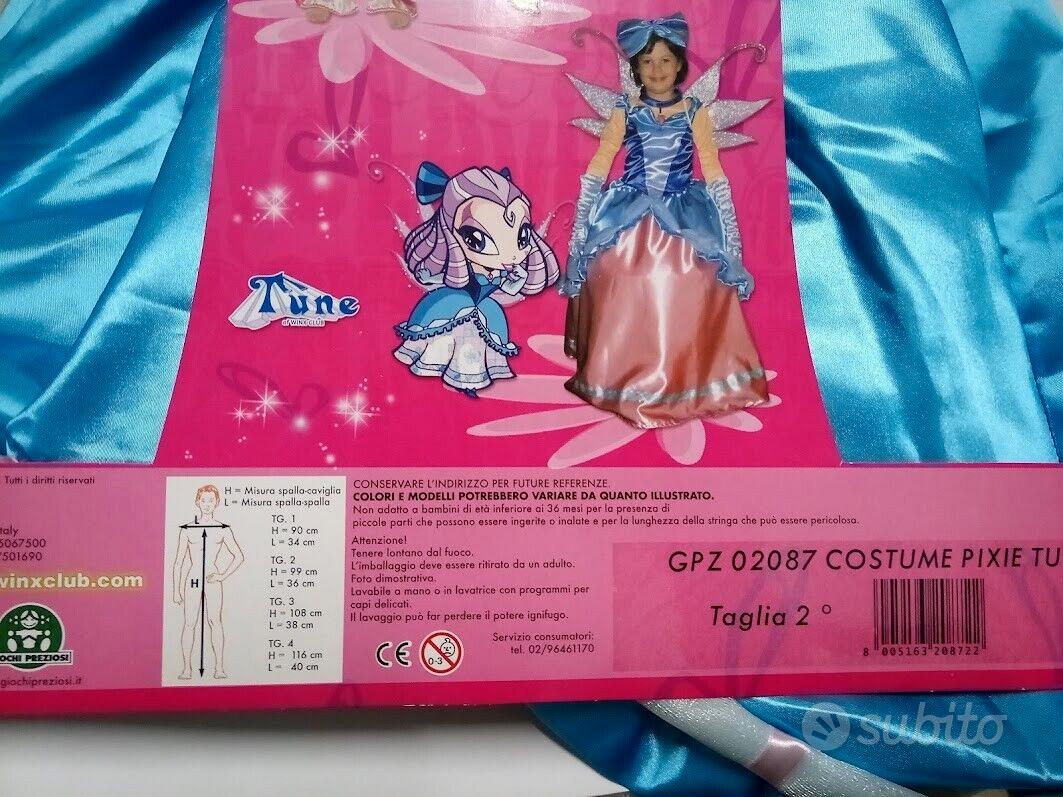 Tune
of WINX CLUB
Tutti i diritti riservati
5067500
501690
winxclub.com
OCHI PREZIOSI
giochipreziosi.it
H = Misura spalla-caviglia
L = Misura spalla-spalla
L
H
TG. 1
H = 90 cm
L = 34 cm
TG. 2
H = 99 cm
L = 36 cm
TG. 3
H = 108 cm
L = 38 cm
TG. 4
H = 116 cm
L = 40 cm
CONSERVARE L'INDIRIZZO PER FUTURE REFERENZE.
COLORI E MODELLI POTREBBERO VARIARE DA QUANTO ILLUSTRATO.
Non adatto a bambini di età inferiore ai 36 mesi per la presenza di
piccole parti che possono essere ingerite o inalate e per la lunghezza della stringa che può essere pericolosa.
Attenzione!
Tenere lontano dal fuoco.
L'imballaggio deve essere ritirato da un adulto.
Foto dimostrativa.
Lavabile a mano o in lavatrice con programmi per
capi delicati.
Il lavaggio può far perdere il potere ignifugo.
CE
0-3
Servizio consumatori:
tel. 02/96461170
GPZ 02087 COSTUME PIXIE TU
Taglia 2°
8 005163 208722
subito